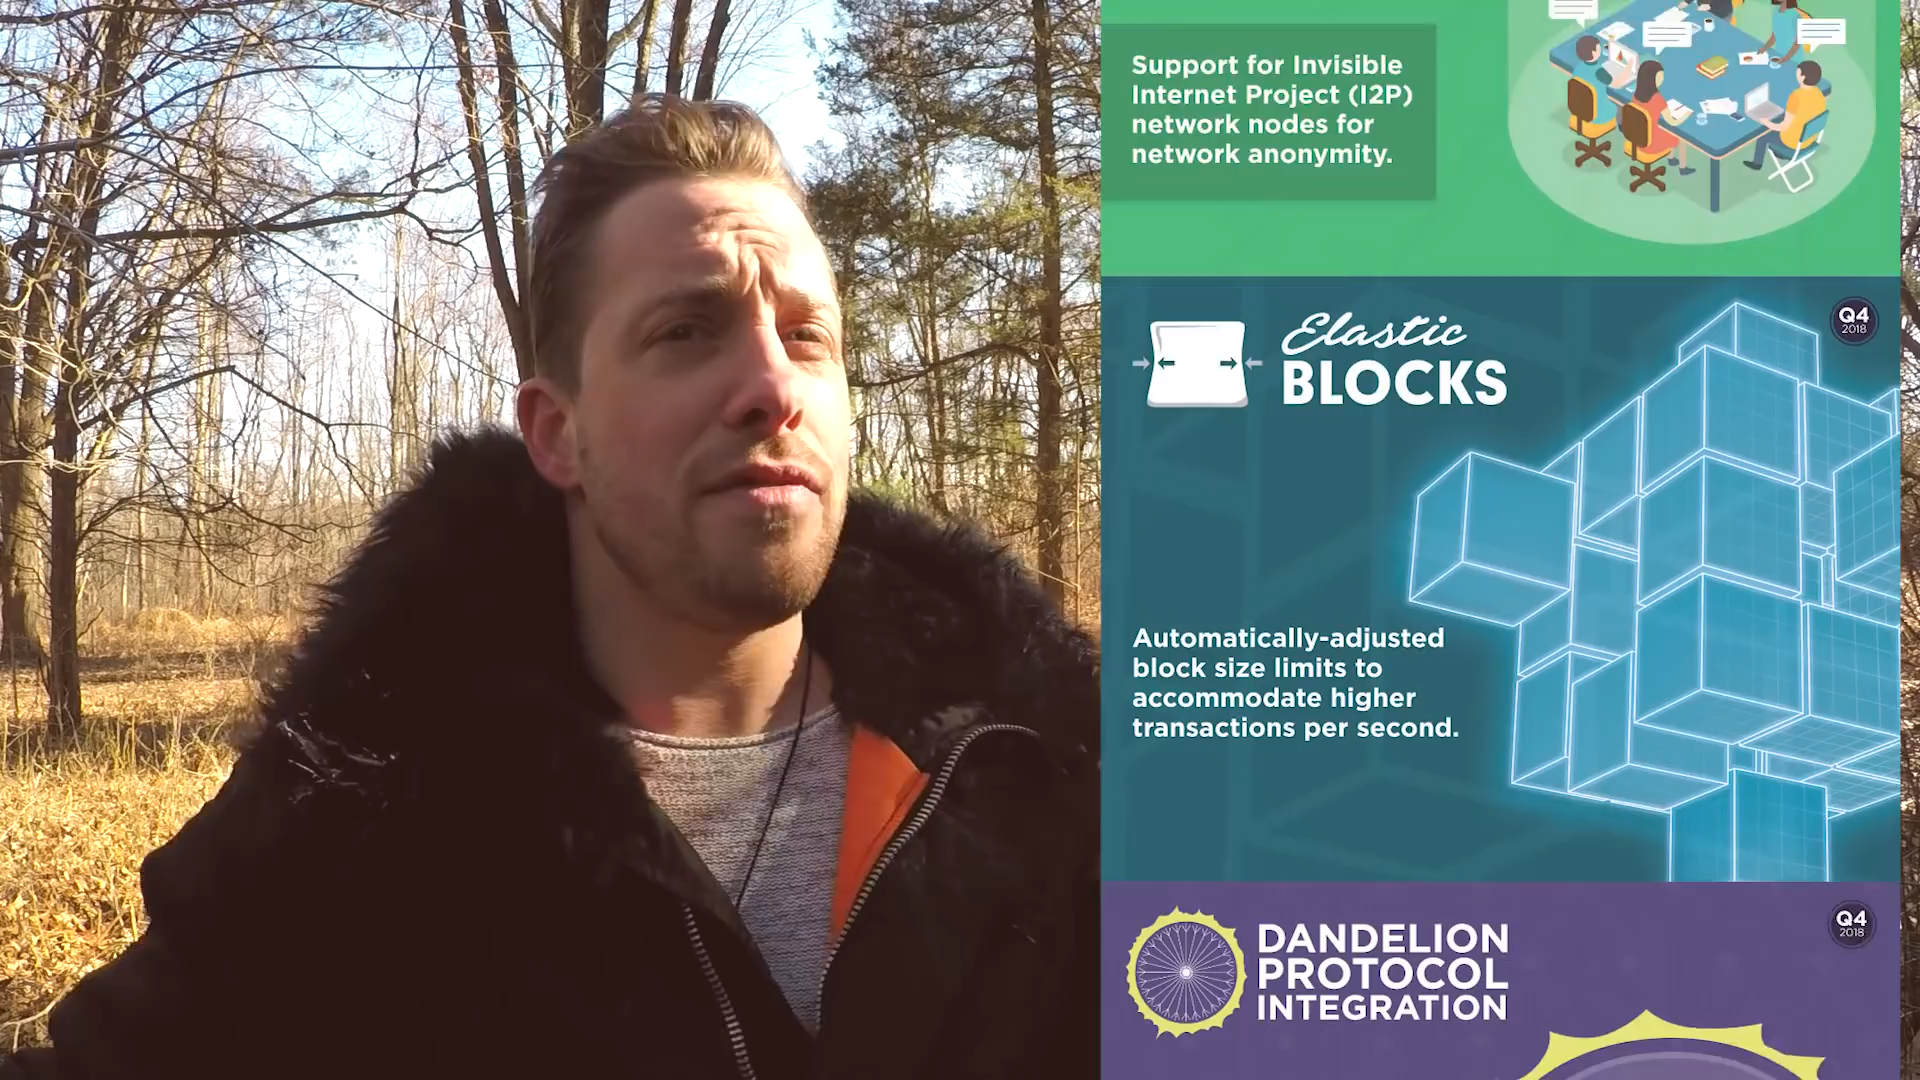 Support for Invisible
Internet Project (I2P)
network nodes for
network anonymity.
Elastic
BLOCKS
Q4
2018
Automatically-adjusted
block size limits to
accommodate higher
transactions per second.
DANDELION
PROTOCOL
INTEGRATION
Q4
2018